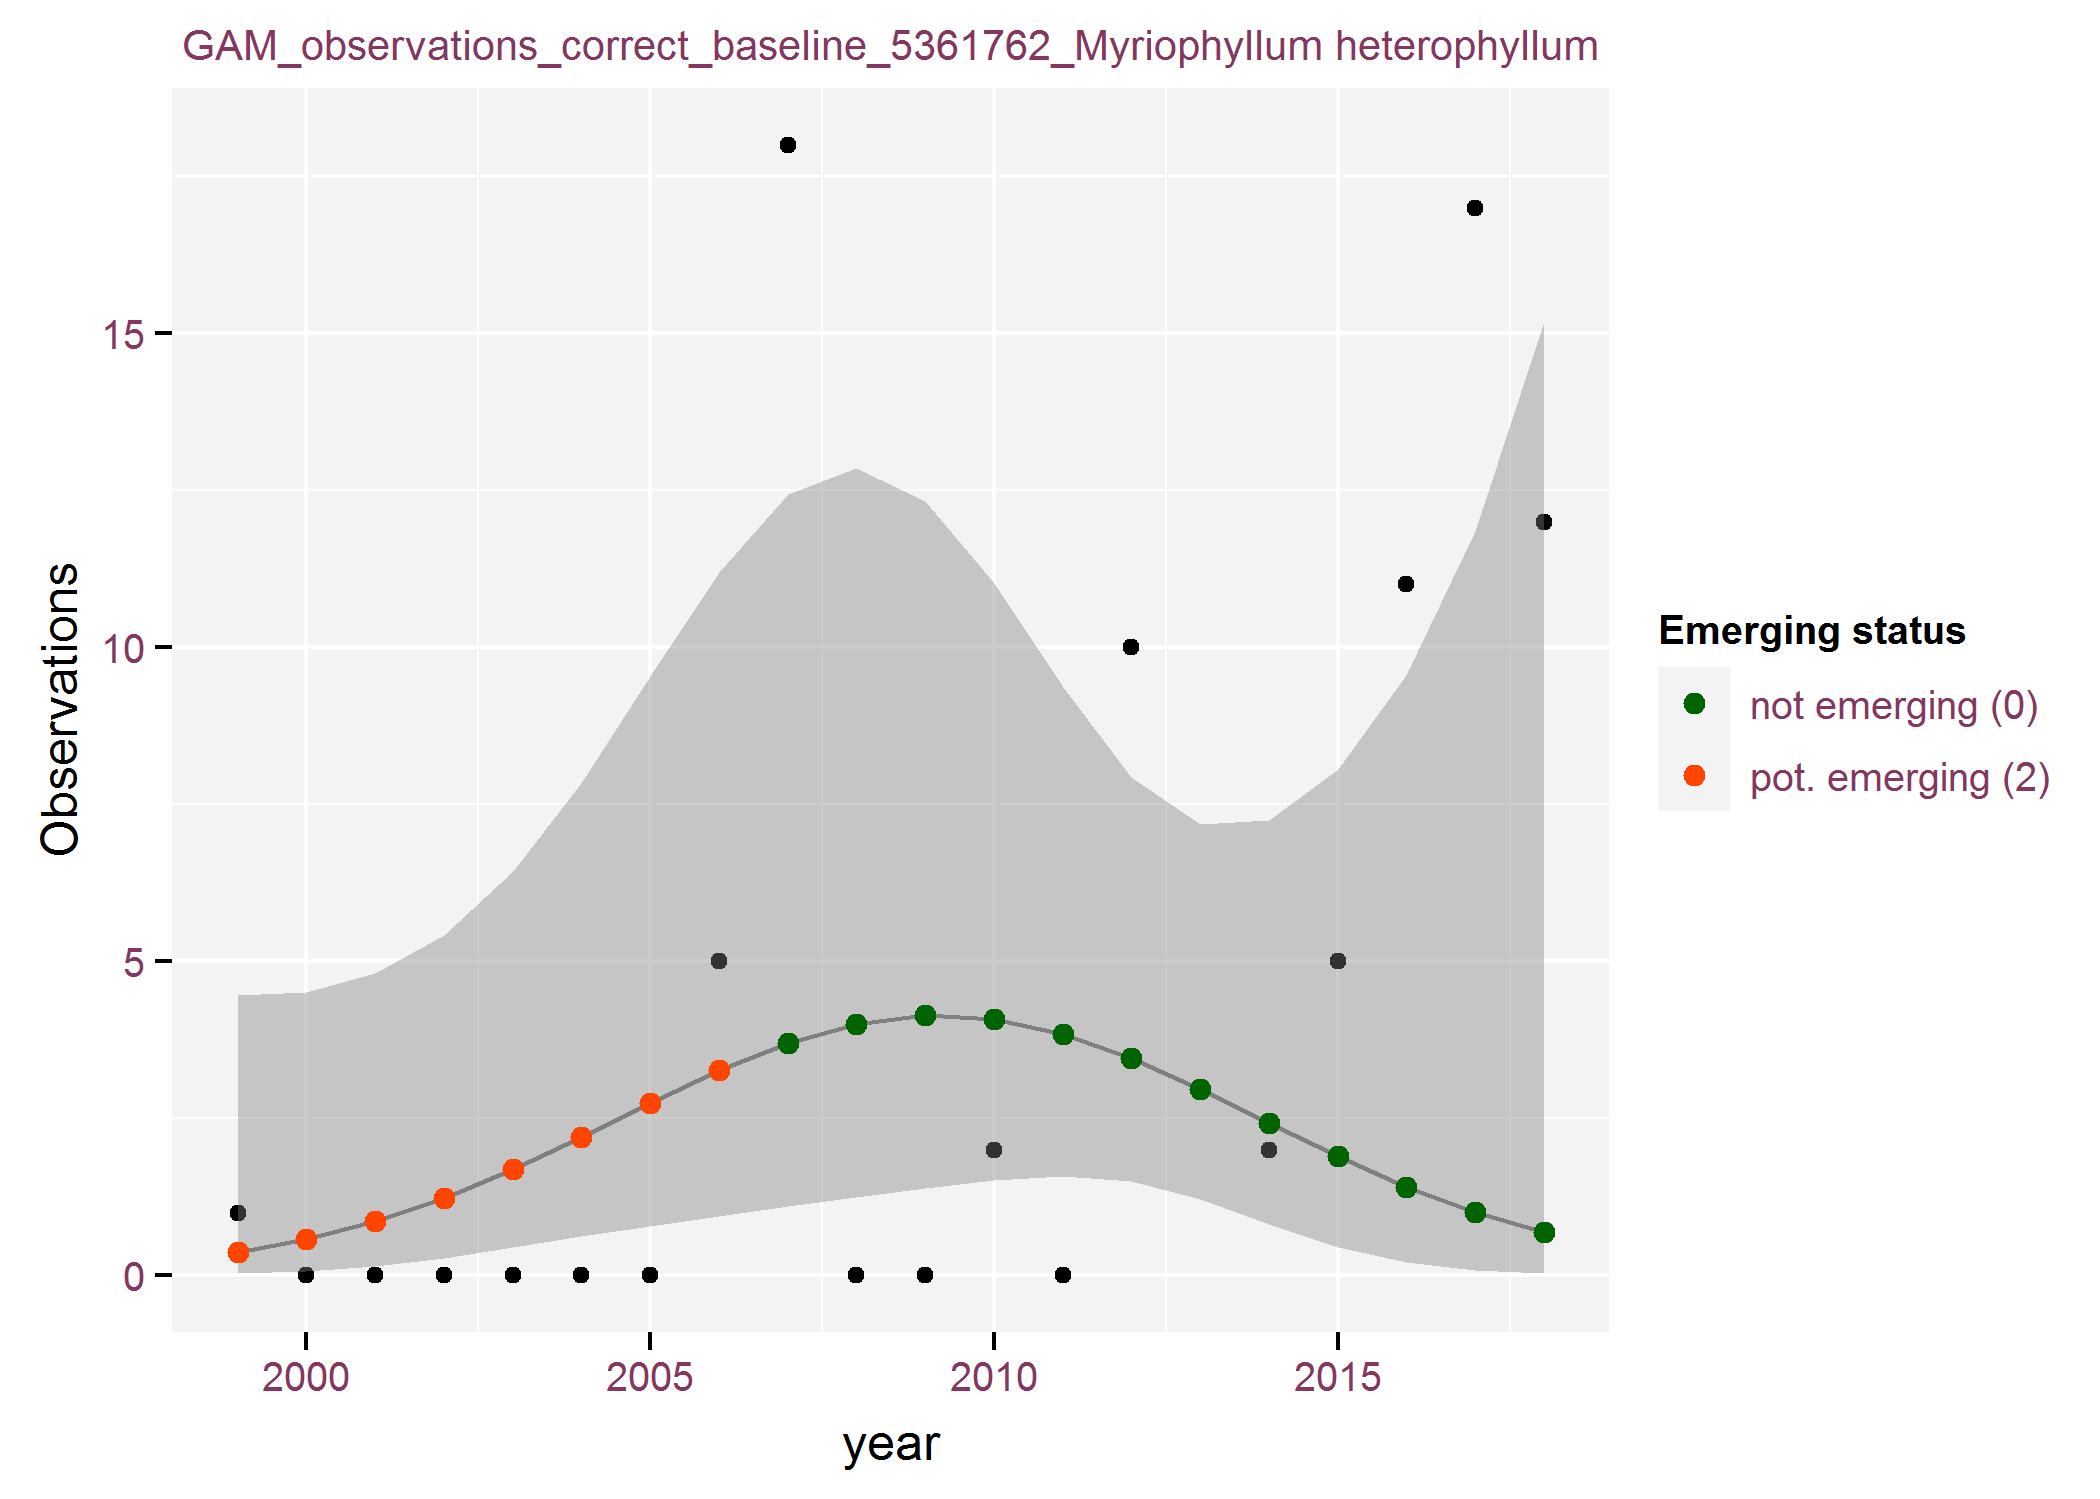 GAM_observations_correct_baseline_5361762_Myriophyllum heterophyllum
Observations
15
10
5
0
2000
2005
2010
2015
year
Emerging status
not emerging (0)
pot. emerging (2)